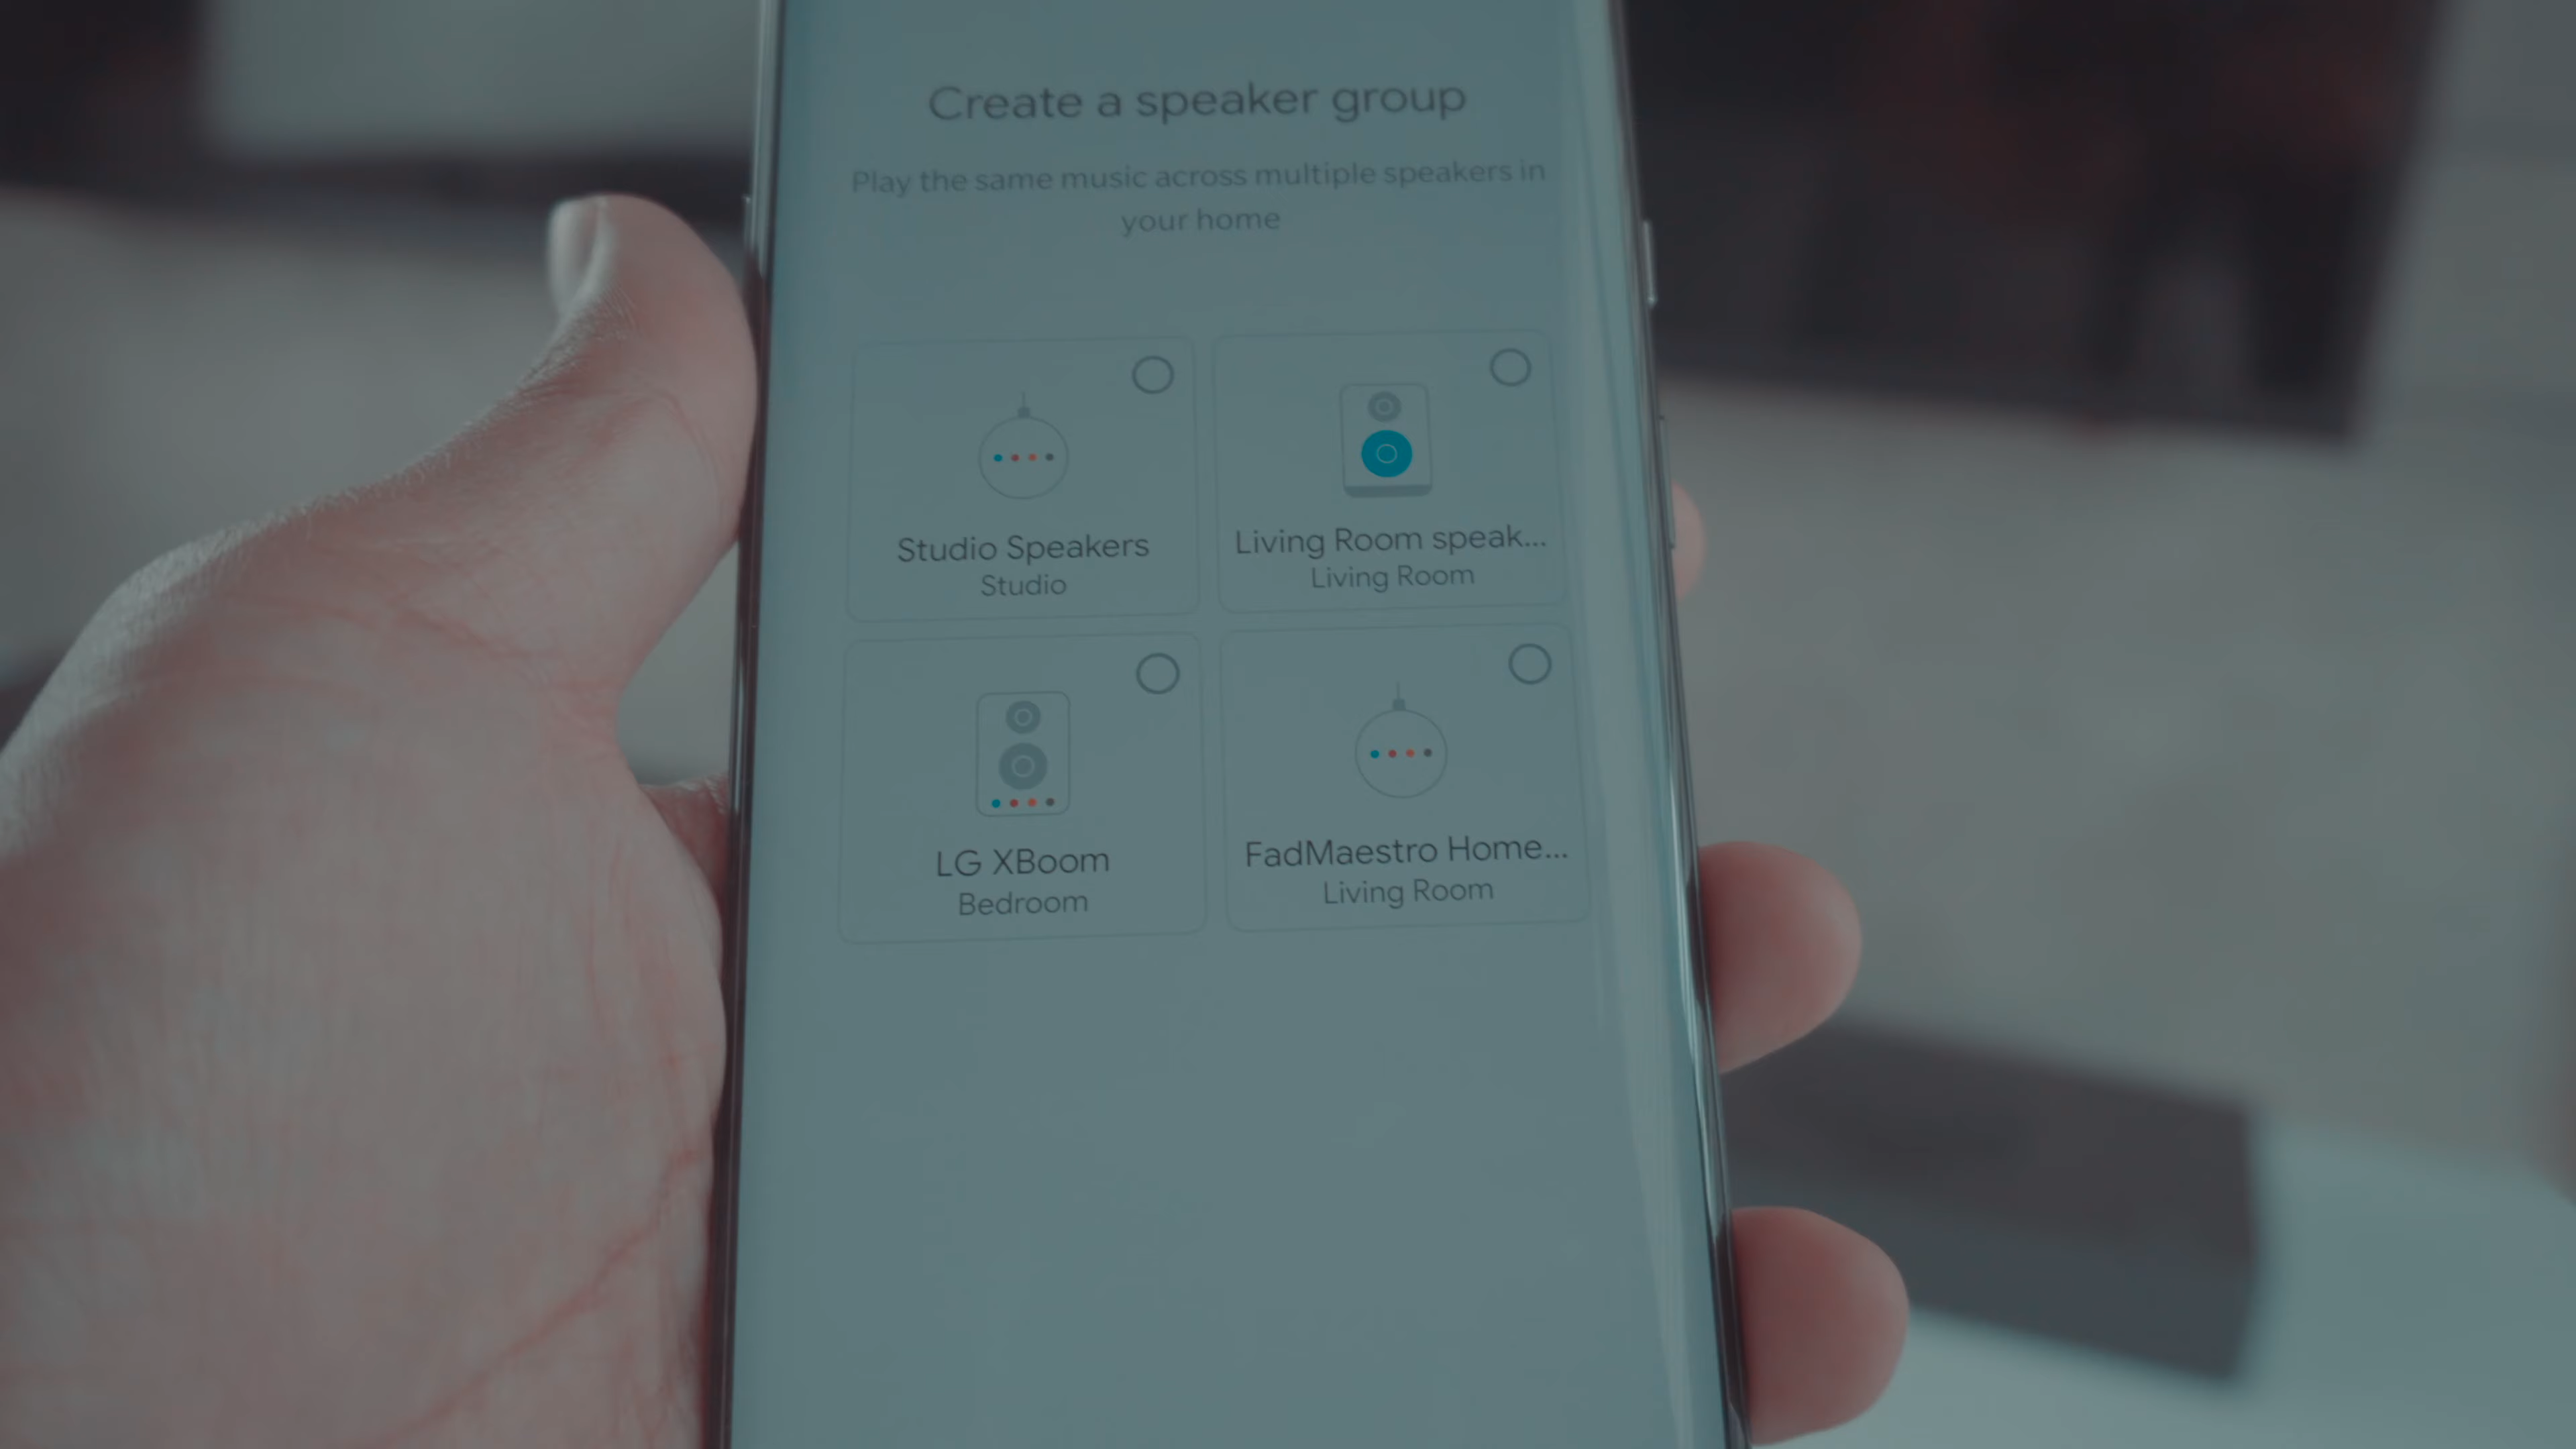 Create a speaker group
Play the same music across multiple speakers in
your home
Studio Speakers
Studio
Living Room speak...
Living Room
LG XBoom
Bedroom
FadMaestro Home...
Living Room